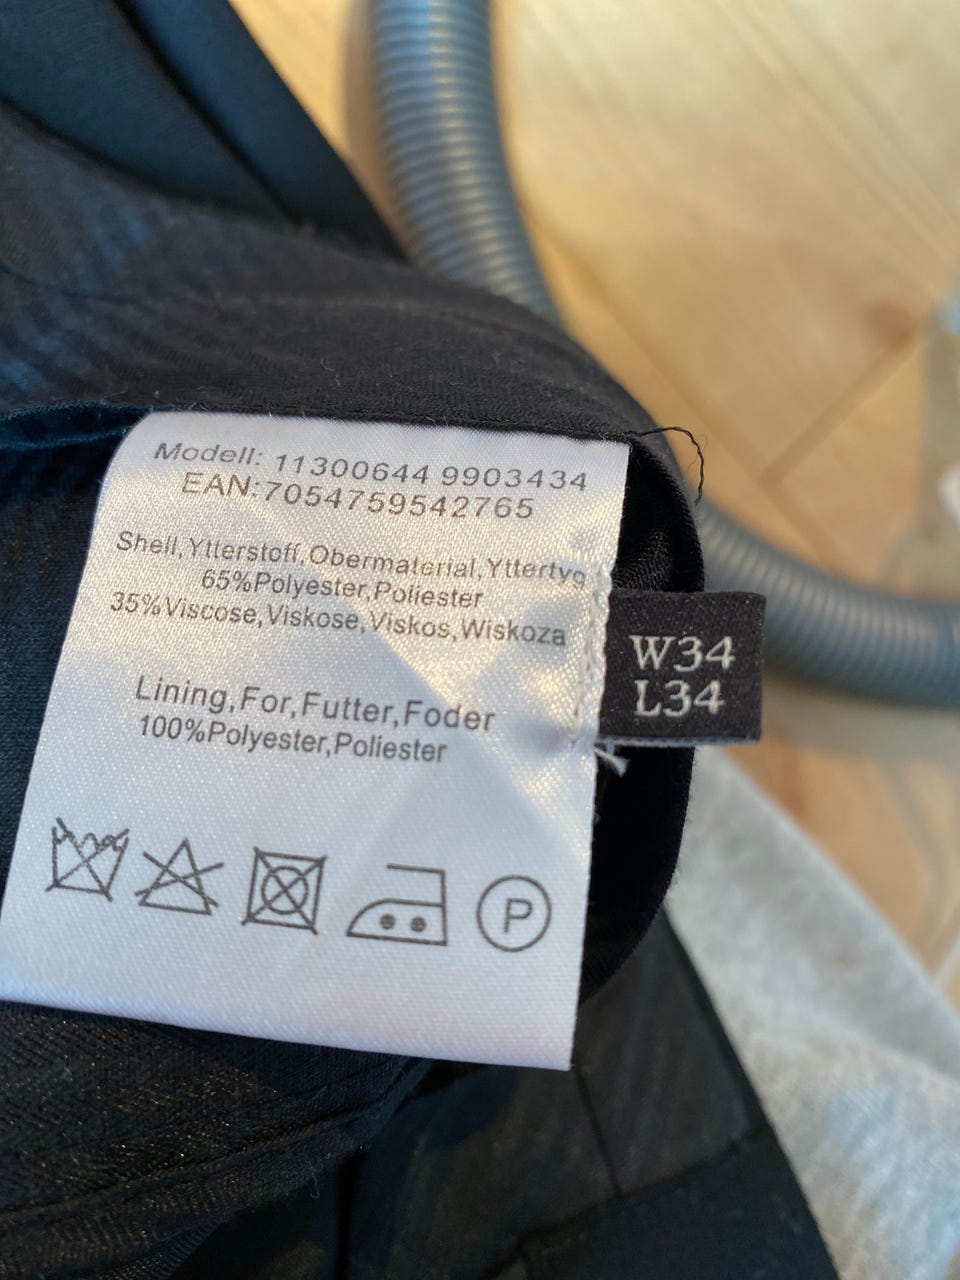 Modell: 11300644 9903434
EAN:7054759542765
Shell,Ytterstoff,Obermaterial,Yttertyg
65%Polyester,Poliester
35%Viscose,Viskose,Viskos,Wiskoza
Lining,For,Futter,Foder
100%Polyester,Poliester
P
W34
L34